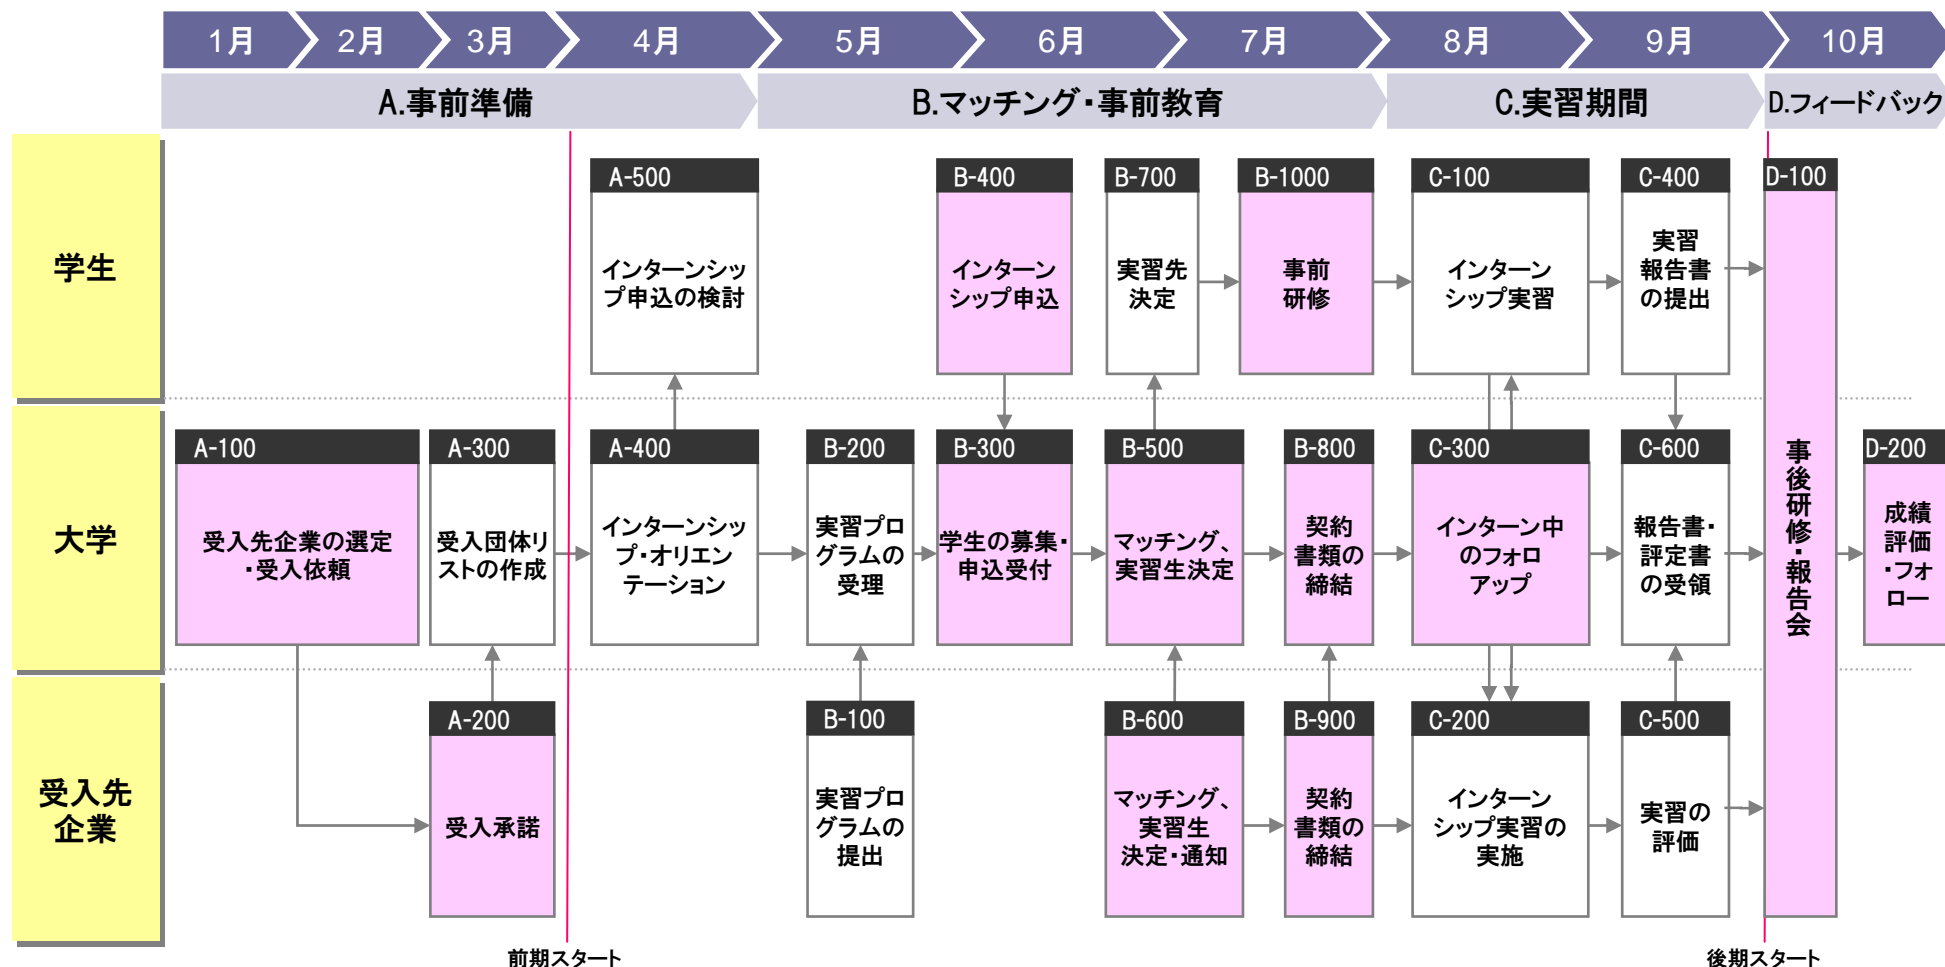 1月
2月
3月
4月
5月
6月
7月
8月
9月
10月
A.事前準備
B.マッチング・事前教育
C.実習期間
D.フィードバック
学生
A-500
インターンシッ
プ申込の検討
B-400
インターン
シップ申込
B-700
実習先
決定
B-1000
事前
研修
C-100
インターン
シップ実習
C-400
実習
報告書
の提出
D-100
事後研修・報告会
大学
A-100
受入先企業の選定
・受入依頼
A-300
受入団体リ
ストの作成
A-400
インターンシッ
プ・オリエン
テーション
B-200
実習プロ
グラムの
受理
B-300
学生の募集・
申込受付
B-500
マッチング、
実習生決定
B-800
契約
書類の
締結
C-300
インターン中
のフォロ
アップ
C-600
報告書・
評定書
の受領
D-200
成績
評価
・フォ
ロー
受入先
企業
A-200
受入承諾
B-100
実習プロ
グラムの
提出
B-600
マッチング、
実習生
決定・通知
B-900
契約
書類の
締結
C-200
インターン
シップ実習の
実施
C-500
実習の
評価
前期スタート
後期スタート